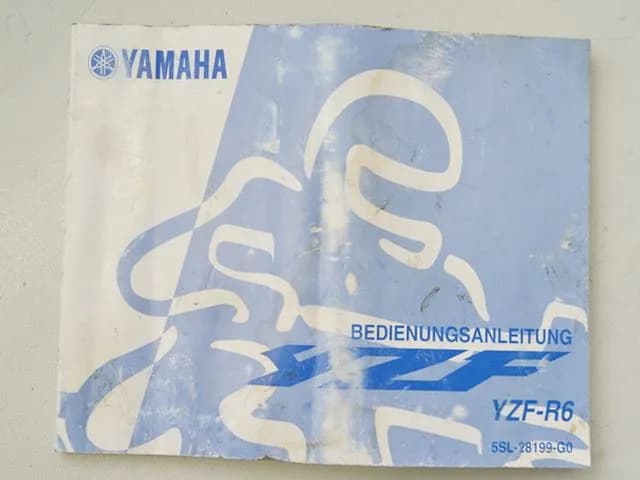 YAMAHA
BEDIENUNGSANLEITUNG
YZF
YZF-R6
5SL-28199-G0